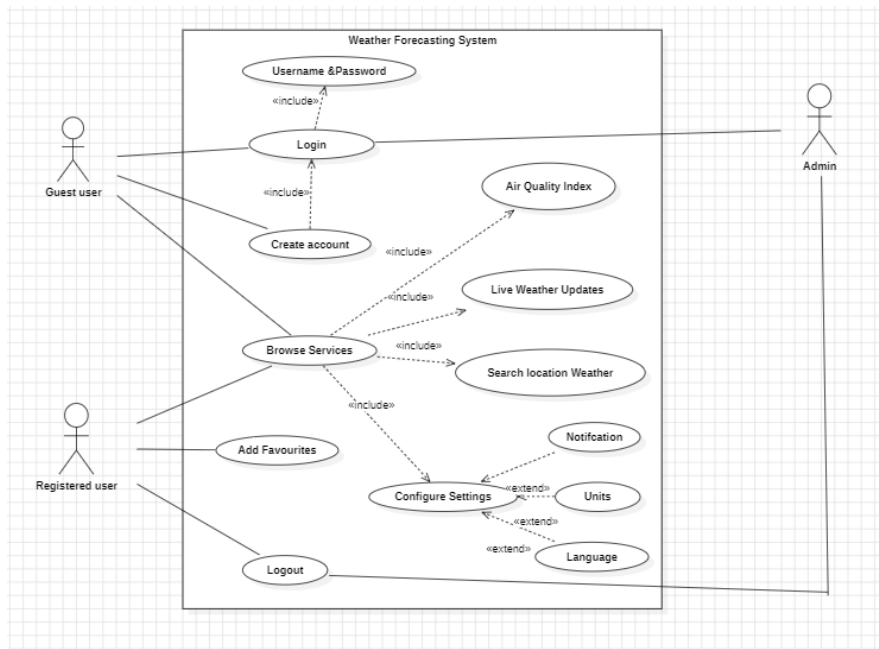 Weather Forecasting System
Username &Password
«include»
Login
Admin
Guest user
«include»
Air Quality Index
Create account
«include»
Live Weather Updates
«include»
«include»
Browse Services
Search location Weather
«include»
Notifcation
Add Favourites
Registered user
Configure Settings
«extend»
Units
«extend»
«extend»
Language
Logout